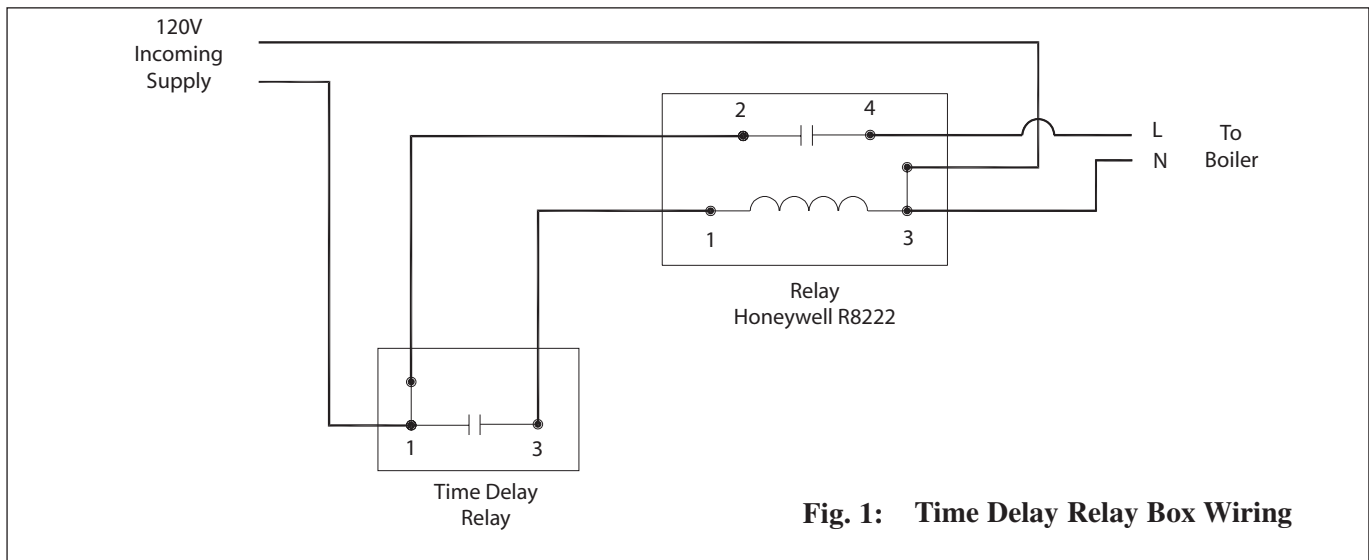 120V
Incoming
Supply
2
4
L
To
N
Boiler
1
3
Relay
Honeywell R8222
1
3
Time Delay
Relay
Fig. 1: Time Delay Relay Box Wiring